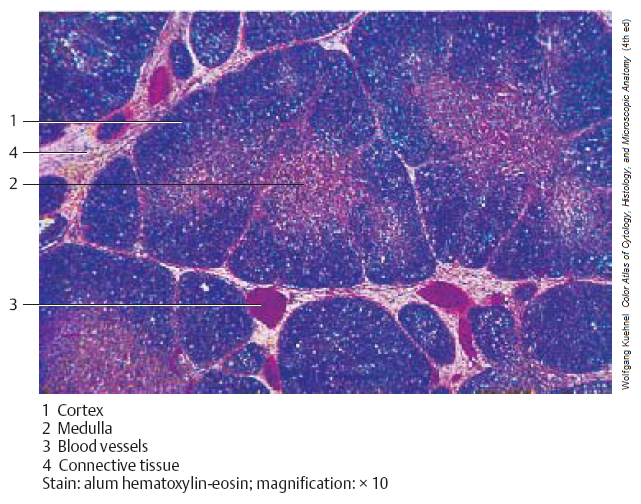 1
4
2
3
Wolfgang Kuehnel Color Atlas of Cytology, Histology, and Microscopic Anatomy (4th ed)
1 Cortex
2 Medulla
3 Blood vessels
4 Connective tissue
Stain: alum hematoxylin-eosin; magnification: × 10